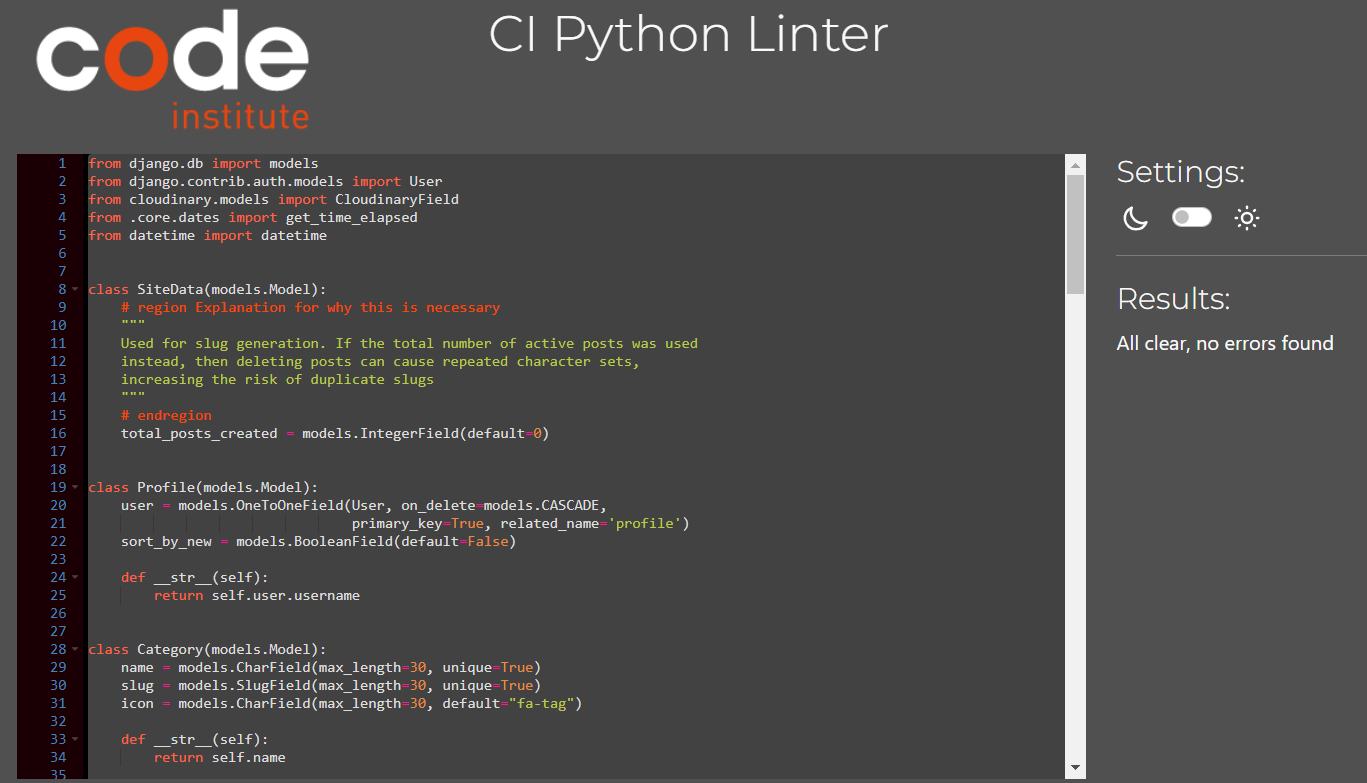 code
institute
CI Python Linter
1 from django.db import models
2 from django.contrib.auth.models import User
3 from cloudinary.models import CloudinaryField
4 from .core.dates import get_time_elapsed
5 from datetime import datetime
6
7
8 class SiteData(models.Model):
9     # region Explanation for why this is necessary
10     """
11     Used for slug generation. If the total number of active posts was used
12     instead, then deleting posts can cause repeated character sets,
13     increasing the risk of duplicate slugs
14     """
15     # endregion
16     total_posts_created = models.IntegerField(default=0)
17
18
19 class Profile(models.Model):
20     user = models.OneToOneField(User, on_delete=models.CASCADE,
21                                 primary_key=True, related_name='profile')
22     sort_by_new = models.BooleanField(default=False)
23
24     def __str__(self):
25         return self.user.username
26
27
28 class Category(models.Model):
29     name = models.CharField(max_length=30, unique=True)
30     slug = models.SlugField(max_length=30, unique=True)
31     icon = models.CharField(max_length=30, default="fa-tag")
32
33     def __str__(self):
34         return self.name
35
Settings:
Results:
All clear, no errors found